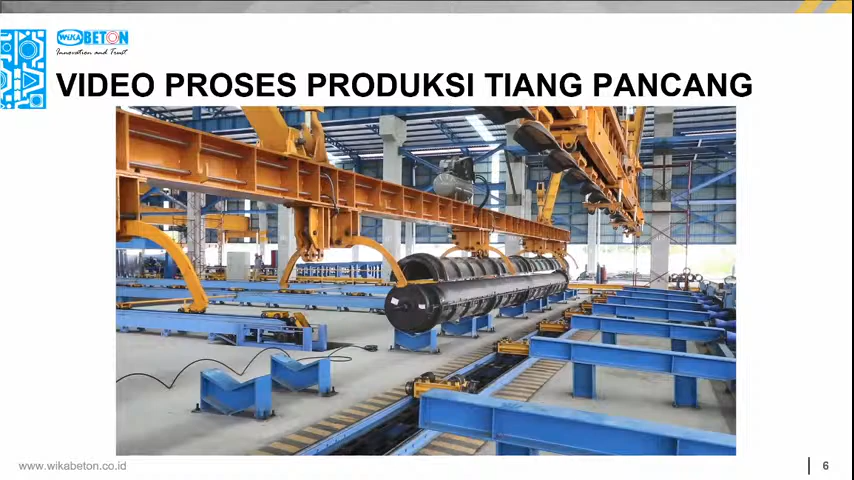 WIKA BETON
Innovation and Trust
VIDEO PROSES PRODUKSI TIANG PANCANG
www.wikabeton.co.id
6